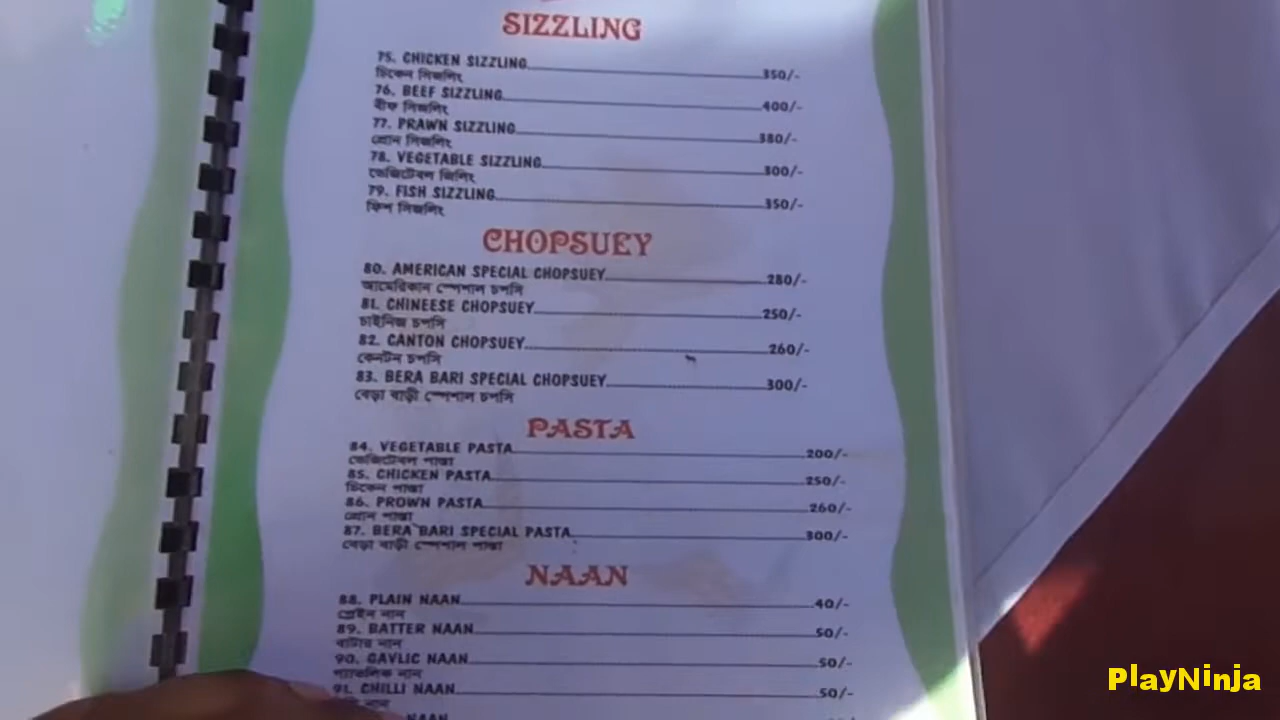 SIZZLING
75. CHICKEN SIZZLING 350/-
চিকেন সিজলিং
76. BEEF SIZZLING 400/-
বীফ সিজলিং
77. PRAWN SIZZLING 380/-
প্রোন সিজলিং
78. VEGETABLE SIZZLING 300/-
ভেজিটেবল জিলিং
79. FISH SIZZLING 350/-
ফিশ সিজলিং
CHOPSUEY
80. AMERICAN SPECIAL CHOPSUEY 280/-
আমেরিকান স্পেশাল চপসি
81. CHINEESE CHOPSUEY 250/-
চাইনিজ চপসি
82. CANTON CHOPSUEY 260/-
কেনটন চপসি
83. BERA BARI SPECIAL CHOPSUEY 300/-
বেড়া বাড়ী স্পেশাল চপসি
PASTA
84. VEGETABLE PASTA 200/-
ভেজিটেবল পাস্তা
85. CHICKEN PASTA 250/-
চিকেন পাস্তা
86. PROWN PASTA 260/-
প্রোন পাস্তা
87. BERA BARI SPECIAL PASTA 300/-
বেড়া বাড়ী স্পেশাল পাস্তা
NAAN
88. PLAIN NAAN 40/-
প্লেইন নান
89. BATTER NAAN 50/-
বাটার নান
90. GAVLIC NAAN 50/-
গ্যাভলিক নান
91. CHILLI NAAN 50/-
নান
NAAN
PlayNinja